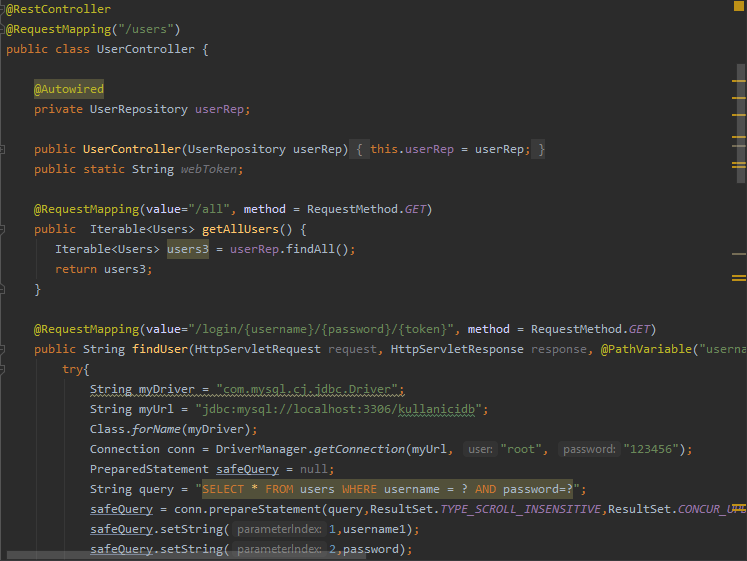 @RestController
@RequestMapping("/users")
public class UserController {
@Autowired
private UserRepository userRep;
public UserController(UserRepository userRep) { this.userRep = userRep; }
public static String webToken;
@RequestMapping(value="/all", method = RequestMethod.GET)
public  Iterable<Users> getAllUsers() {
Iterable<Users> users3 = userRep.findAll();
return users3;
}
@RequestMapping(value="/login/{username}/{password}/{token}", method = RequestMethod.GET)
public String findUser(HttpServletRequest request, HttpServletResponse response, @PathVariable("userna
try{
String myDriver = "com.mysql.cj.jdbc.Driver";
String myUrl = "jdbc:mysql://localhost:3306/kullanicidb";
Class.forName(myDriver);
Connection conn = DriverManager.getConnection(myUrl, user: "root", password: "123456");
PreparedStatement safeQuery = null;
String query = "SELECT * FROM users WHERE username = ? AND password=?";
safeQuery = conn.prepareStatement(query,ResultSet.TYPE_SCROLL_INSENSITIVE,ResultSet.CONCUR_UPD
safeQuery.setString( parameterIndex: 1,username1);
safeQuery.setString( parameterIndex: 2,password);